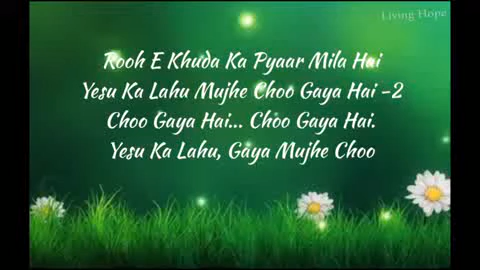 Living Hope
Rooh E Khuda Ka Pyaar Mila Hai
Yesu Ka Lahu Mujhe Choo Gaya Hai -2
Choo Gaya Hai... Choo Gaya Hai.
Yesu Ka Lahu, Gaya Mujhe Choo